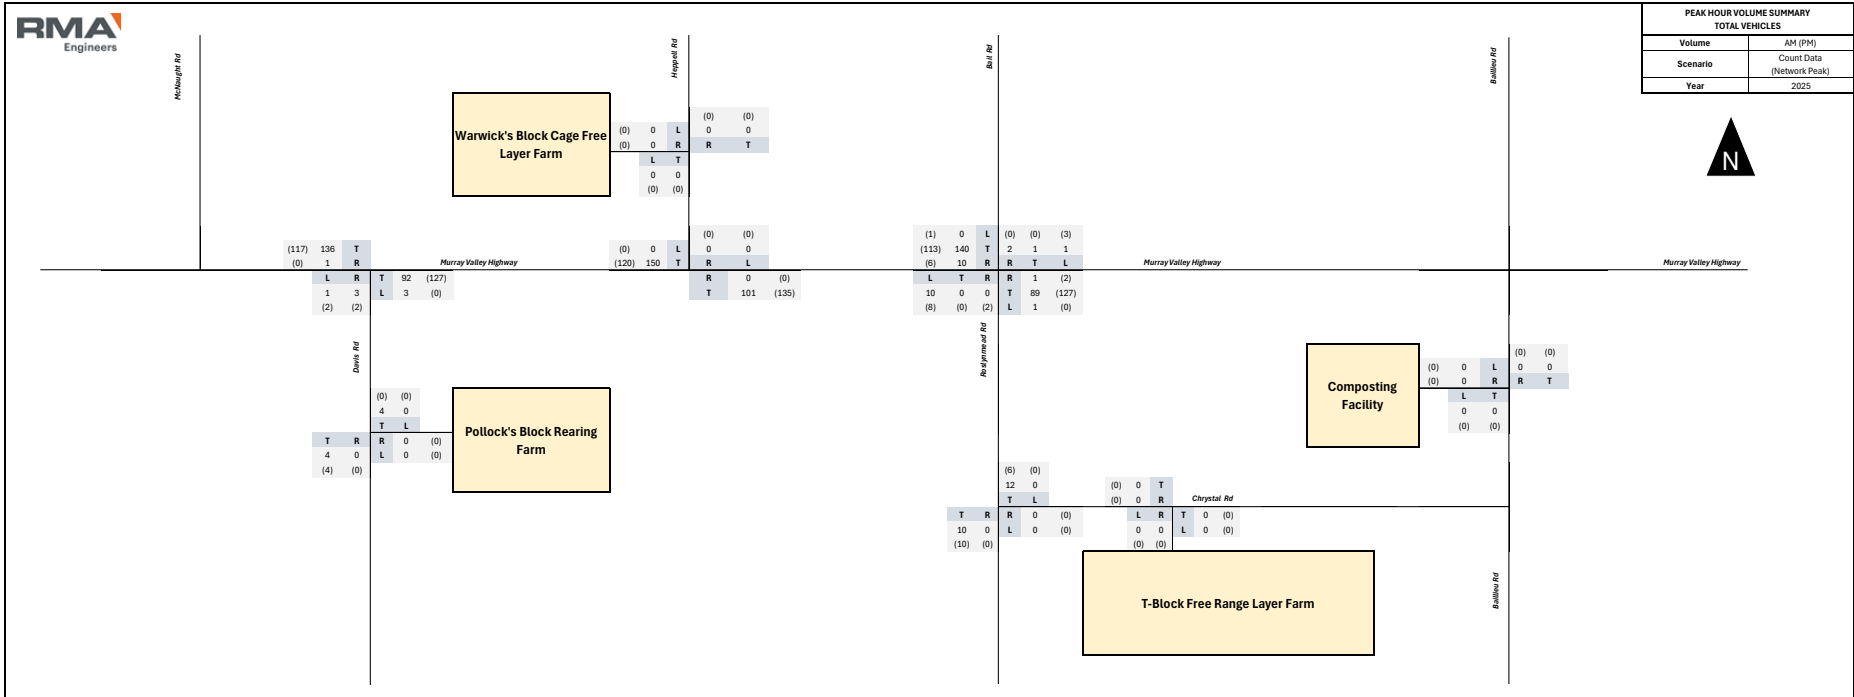 RMA
Engineers
PEAK HOUR VOLUME SUMMARY
TOTAL VEHICLES
Volume AM (PM)
Scenario Count Data
(Network Peak)
Year 2025
McNaught Rd
Heppell Rd
Ball Rd
Baillieu Rd
N
Warwick's Block Cage Free
Layer Farm
(0) (0)
(0) 0 L 0 0
(0) 0 R R T
L T
0 0
(0) (0)
(117) 136 T
(0) 1 R
L R T 92 (127)
1 3 L 3 (0)
(2) (2)
Murray Valley Highway
(0) (0)
(0) 0 L 0 0
(120) 150 T R L
R 0 (0)
T 101 (135)
(1) 0 L (0) (0) (3)
(113) 140 T 2 1 1
(6) 10 R R T L
L T R R 1 (2)
10 0 0 T 89 (127)
(8) (0) (2) L 1 (0)
Murray Valley Highway
Murray Valley Highway
Davis Rd
Roslynmead Rd
(0) (0)
4 0
T L
T R R 0 (0)
4 0 L 0 (0)
(4) (0)
Pollock's Block Rearing
Farm
Composting
Facility
(0) (0)
(0) 0 L 0 0
(0) 0 R R T
L T
0 0
(0) (0)
(6) (0)
12 0
T L
T R R 0 (0)
10 0 L 0 (0)
(10) (0)
(0) 0 T
(0) 0 R
Chrystal Rd
L R T 0 (0)
0 0 L 0 (0)
(0) (0)
T-Block Free Range Layer Farm
Baillieu Rd